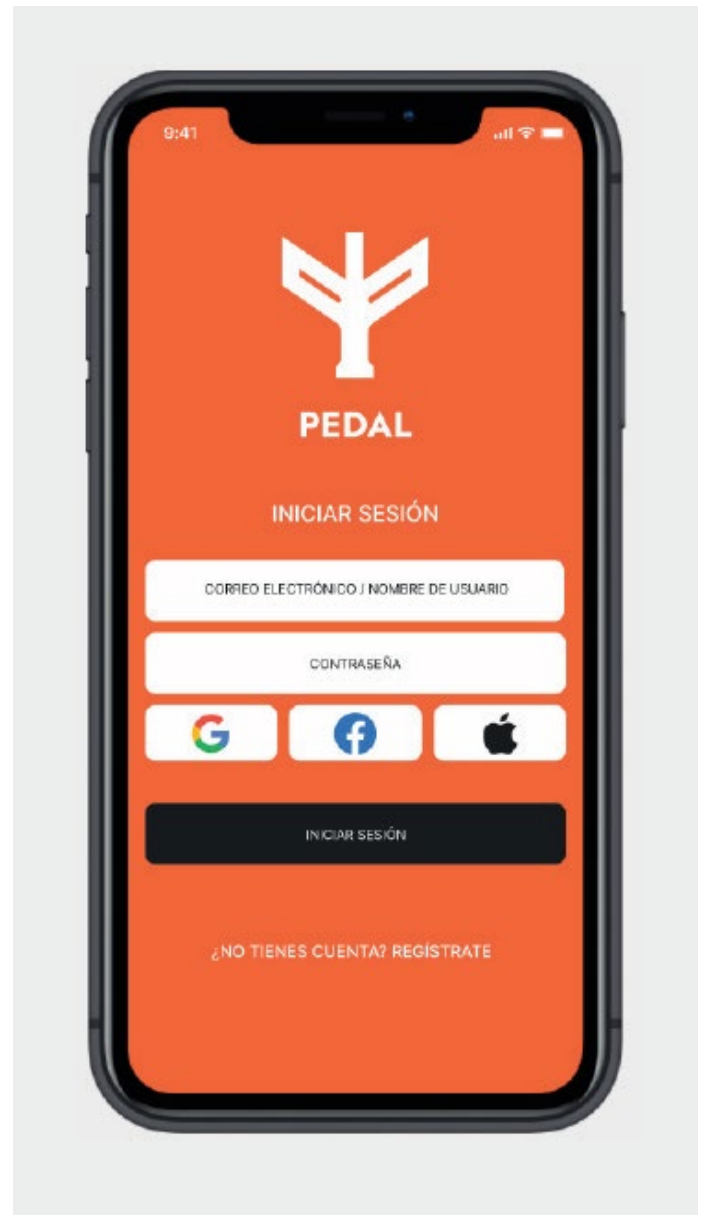 9:41
PEDAL
INICIAR SESIÓN
CORREO ELECTRÓNICO / NOMBRE DE USUARIO
CONTRASEÑA
INICIAR SESIÓN
¿NO TIENES CUENTA? REGÍSTRATE